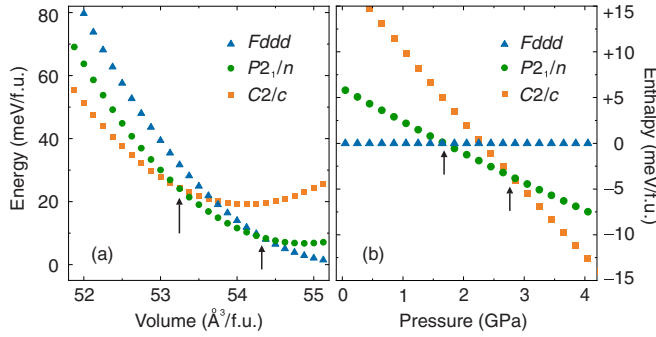 80
60
40
20
0
Energy (meV/f.u.)
Fddd
P2₁/n
C2/c
(a)
52
53
54
55
Volume (Å³/f.u.)
Fddd
P2₁/n
C2/c
(b)
0
1
2
3
4
Pressure (GPa)
+15
+10
+5
0
−5
−10
−15
Enthalpy (meV/f.u.)